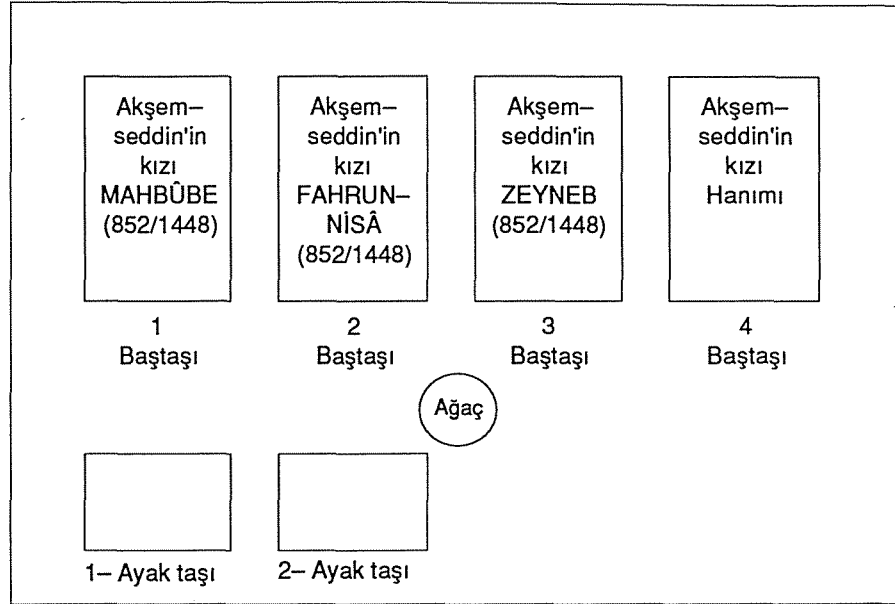 Akşem–
seddin'in
kızı
MAHBÛBE
(852/1448)
1
Baştaşı
Akşem–
seddin'in
kızı
FAHRUN–
NİSÂ
(852/1448)
2
Baştaşı
Akşem–
seddin'in
kızı
ZEYNEB
(852/1448)
3
Baştaşı
Akşem–
seddin'in
kızı
Hanımı
4
Baştaşı
Ağaç
1– Ayak taşı
2– Ayak taşı